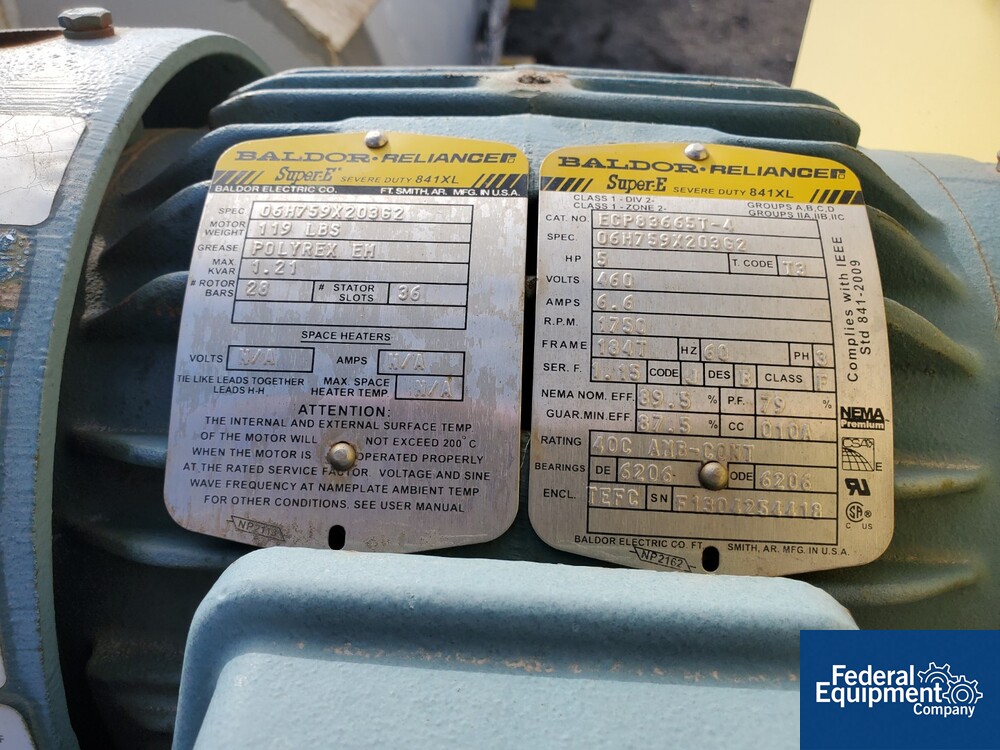 BALDOR · RELIANCE
Super-E™ SEVERE DUTY 841XL
BALDOR ELECTRIC CO. FT. SMITH, AR. MFG. IN U.S.A.
SPEC 06H759X203G2
MOTOR WEIGHT 119 LBS
GREASE POLYREX EM
MAX. KVAR 1.21
# ROTOR BARS 28 # STATOR SLOTS 36
SPACE HEATERS
VOLTS N/A AMPS N/A
TIE LIKE LEADS TOGETHER LEADS H-H MAX SPACE HEATER TEMP N/A
ATTENTION:
THE INTERNAL AND EXTERNAL SURFACE TEMP.
OF THE MOTOR WILL NOT EXCEED 200°C
WHEN THE MOTOR IS OPERATED PROPERLY
AT THE RATED SERVICE FACTOR. VOLTAGE AND SINE
WAVE FREQUENCY AT NAMEPLATE AMBIENT TEMP
FOR OTHER CONDITIONS. SEE USER MANUAL
BALDOR · RELIANCE
Super-E SEVERE DUTY 841XL
CLASS 1 - DIV 2- GROUPS A,B,C,D
CLASS 1 - ZONE 2- GROUPS IIA,IIB,IIC
CAT. NO. ECP83665T-4
SPEC. 06H759X203G2
HP 5 T. CODE T3
VOLTS 460
AMPS 6.6
R.P.M. 1750
FRAME 184T HZ 60 PH 3
SER. F. 1.15 CODE J DES B CLASS F
NEMA NOM. EFF. 89.5 % P.F. 79 %
GUAR. MIN. EFF. 87.5 % CC 010A
RATING 40C AMB-CONT
BEARINGS DE 6206 ODE 6206
ENCL. TEFC SN F1304254418
BALDOR ELECTRIC CO. FT. SMITH, AR. MFG. IN U.S.A.
NP2162
Complies with IEEE
Std 841-2009
NEMA
Premium
E
C US
Federal
Equipment
Company